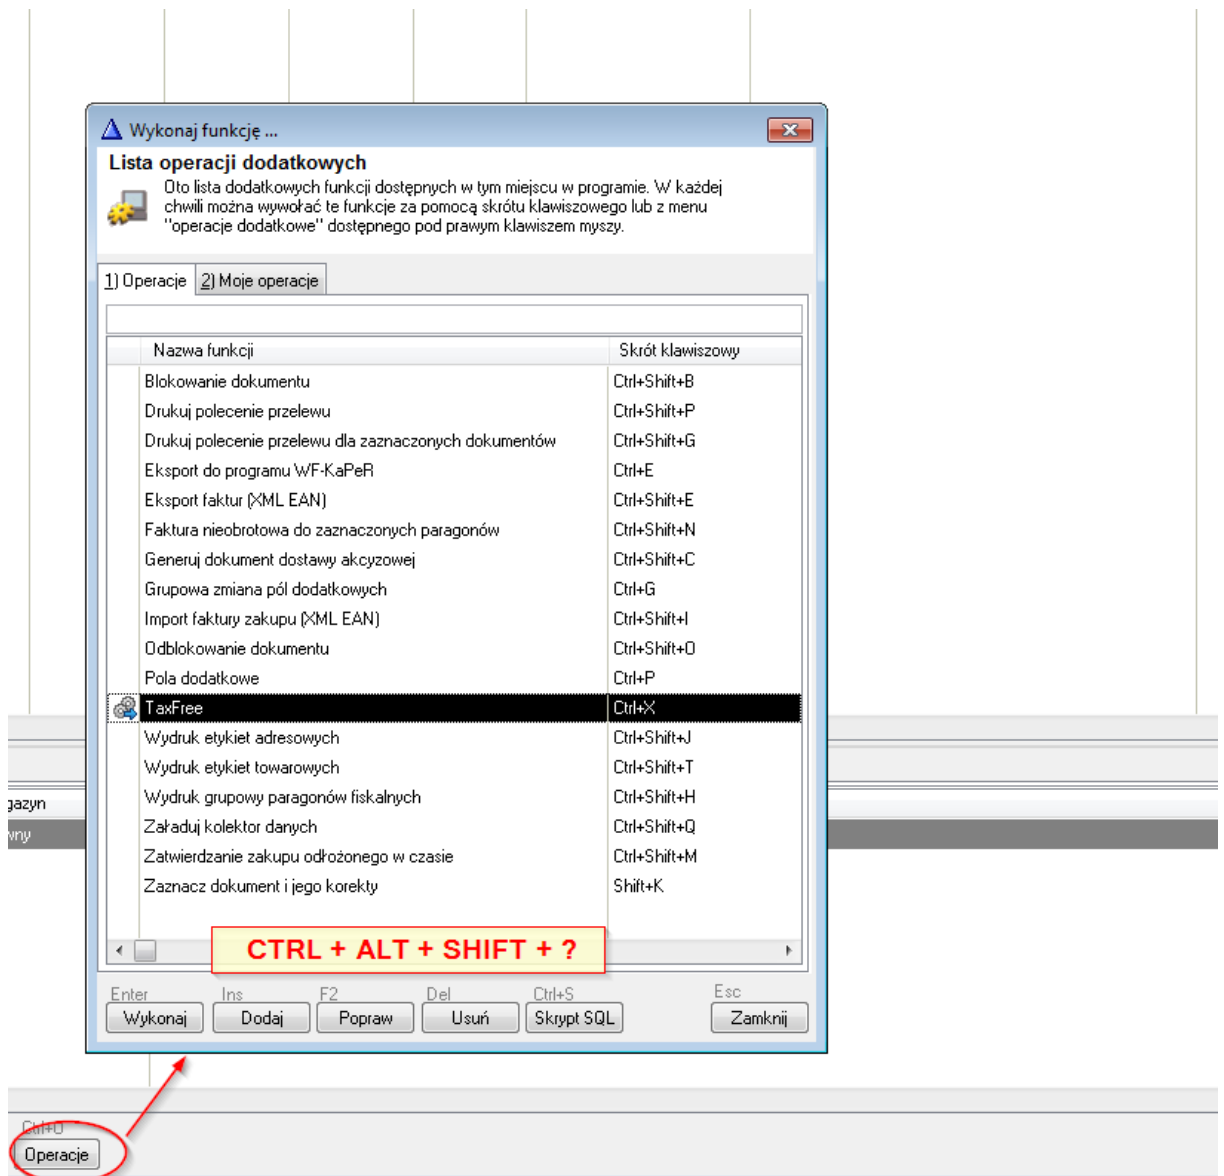 Wykonaj funkcję ...
Lista operacji dodatkowych
Oto lista dodatkowych funkcji dostępnych w tym miejscu w programie. W każdej
chwili można wywołać te funkcje za pomocą skrótu klawiszowego lub z menu
"operacje dodatkowe" dostępnego pod prawym klawiszem myszy.
1) Operacje 2) Moje operacje
Nazwa funkcji Skrót klawiszowy
Blokowanie dokumentu Ctrl+Shift+B
Drukuj polecenie przelewu Ctrl+Shift+P
Drukuj polecenie przelewu dla zaznaczonych dokumentów Ctrl+Shift+G
Eksport do programu WF-KaPeR Ctrl+E
Eksport faktur (XML EAN) Ctrl+Shift+E
Faktura nieobrotowa do zaznaczonych paragonów Ctrl+Shift+N
Generuj dokument dostawy akcyzowej Ctrl+Shift+C
Grupowa zmiana pól dodatkowych Ctrl+G
Import faktury zakupu (XML EAN) Ctrl+Shift+I
Odblokowanie dokumentu Ctrl+Shift+O
Pola dodatkowe Ctrl+P
TaxFree Ctrl+X
Wydruk etykiet adresowych Ctrl+Shift+J
Wydruk etykiet towarowych Ctrl+Shift+T
Wydruk grupowy paragonów fiskalnych Ctrl+Shift+H
Załaduj kolektor danych Ctrl+Shift+Q
Zatwierdzanie zakupu odłożonego w czasie Ctrl+Shift+M
Zaznacz dokument i jego korekty Shift+K
CTRL + ALT + SHIFT + ?
Enter Ins F2 Del Ctrl+S Esc
Wykonaj Dodaj Popraw Usuń Skrypt SQL Zamknij
gazyn
wny
Ctrl+O
Operacje